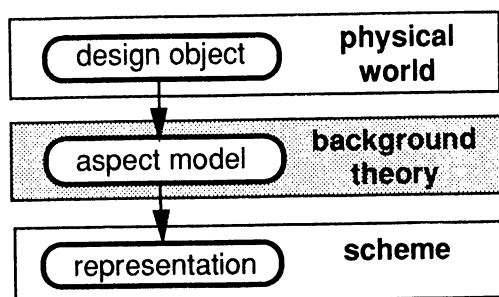 design object
physical
world
aspect model
background
theory
representation
scheme